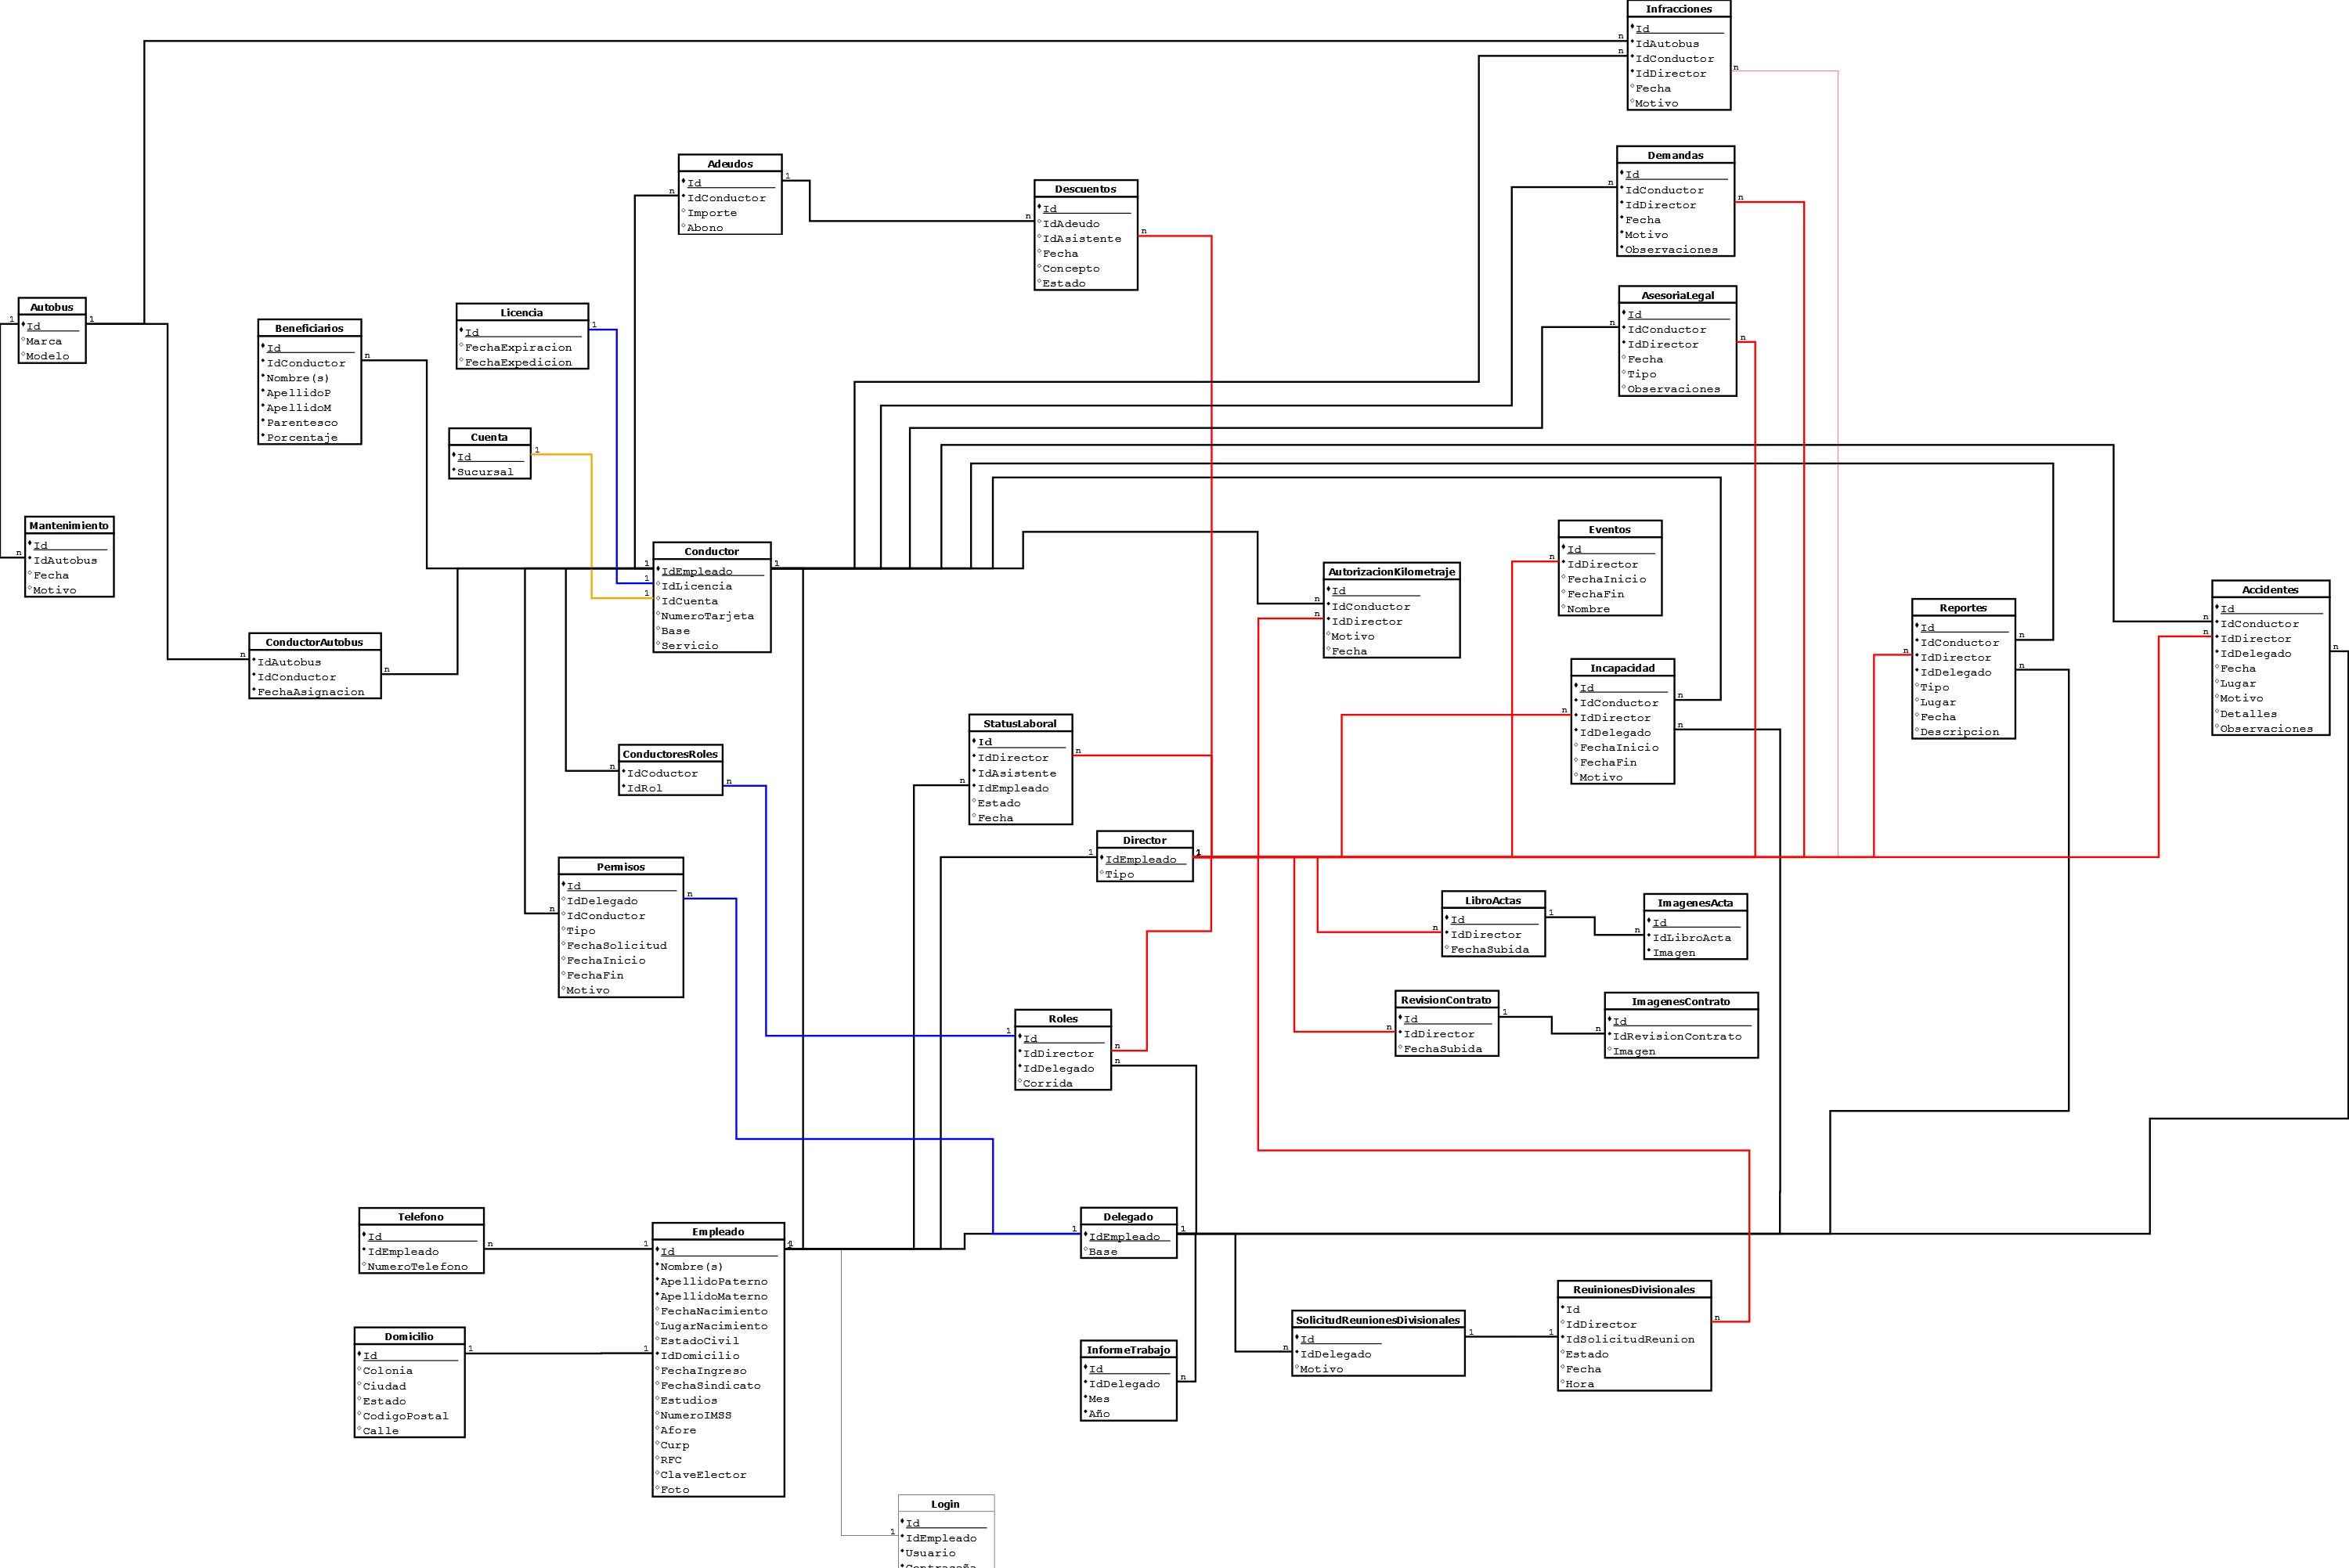 Infracciones
Id
IdAutobus
IdConductor
IdDirector
Fecha
Motivo
Demandas
Id
IdConductor
IdDirector
Fecha
Motivo
Observaciones
Adeudos
Id
IdConductor
Importe
Abono
Descuentos
Id
IdAdeudo
IdAsistente
Fecha
Concepto
Estado
AsesoriaLegal
Id
IdConductor
IdDirector
Fecha
Tipo
Observaciones
Autobus
Id
Marca
Modelo
Beneficiarios
Id
IdConductor
Nombre(s)
ApellidoP
ApellidoM
Parentesco
Porcentaje
Licencia
Id
FechaExpiracion
FechaExpedicion
Cuenta
Id
Sucursal
Mantenimiento
Id
IdAutobus
Fecha
Motivo
Conductor
IdEmpleado
IdLicencia
IdCuenta
NumeroTarjeta
Base
Servicio
AutorizacionKilometraje
Id
IdConductor
IdDirector
Motivo
Fecha
Eventos
Id
IdDirector
FechaInicio
FechaFin
Nombre
Reportes
Id
IdConductor
IdDirector
IdDelegado
Tipo
Lugar
Fecha
Descripcion
Accidentes
Id
IdConductor
IdDirector
IdDelegado
Fecha
Lugar
Motivo
Detalles
Observaciones
ConductorAutobus
IdAutobus
IdConductor
FechaAsignacion
Incapacidad
Id
IdConductor
IdDirector
IdDelegado
FechaInicio
FechaFin
Motivo
StatusLaboral
Id
IdDirector
IdAsistente
IdEmpleado
Estado
Fecha
ConductoresRoles
IdCoductor
IdRol
Director
IdEmpleado
Tipo
Permisos
Id
IdDelegado
IdConductor
Tipo
FechaSolicitud
FechaInicio
FechaFin
Motivo
LibroActas
Id
IdDirector
FechaSubida
ImagenesActa
Id
IdLibroActa
Imagen
RevisionContrato
Id
IdDirector
FechaSubida
ImagenesContrato
Id
IdRevisionContrato
Imagen
Roles
Id
IdDirector
IdDelegado
Corrida
Telefono
Id
IdEmpleado
NumeroTelefono
Empleado
Id
Nombre(s)
ApellidoPaterno
ApellidoMaterno
FechaNacimiento
LugarNacimiento
EstadoCivil
IdDomicilio
FechaIngreso
FechaSindicato
Estudios
NumeroIMSS
Afore
Curp
RFC
ClaveElector
Foto
Delegado
IdEmpleado
Base
Domicilio
Id
Colonia
Ciudad
Estado
CodigoPostal
Calle
InformeTrabajo
Id
IdDelegado
Mes
Año
SolicitudReunionesDivisionales
Id
IdDelegado
Motivo
ReuinionesDivisionales
Id
IdDirector
IdSolicitudReunion
Estado
Fecha
Hora
Login
Id
IdEmpleado
Usuario